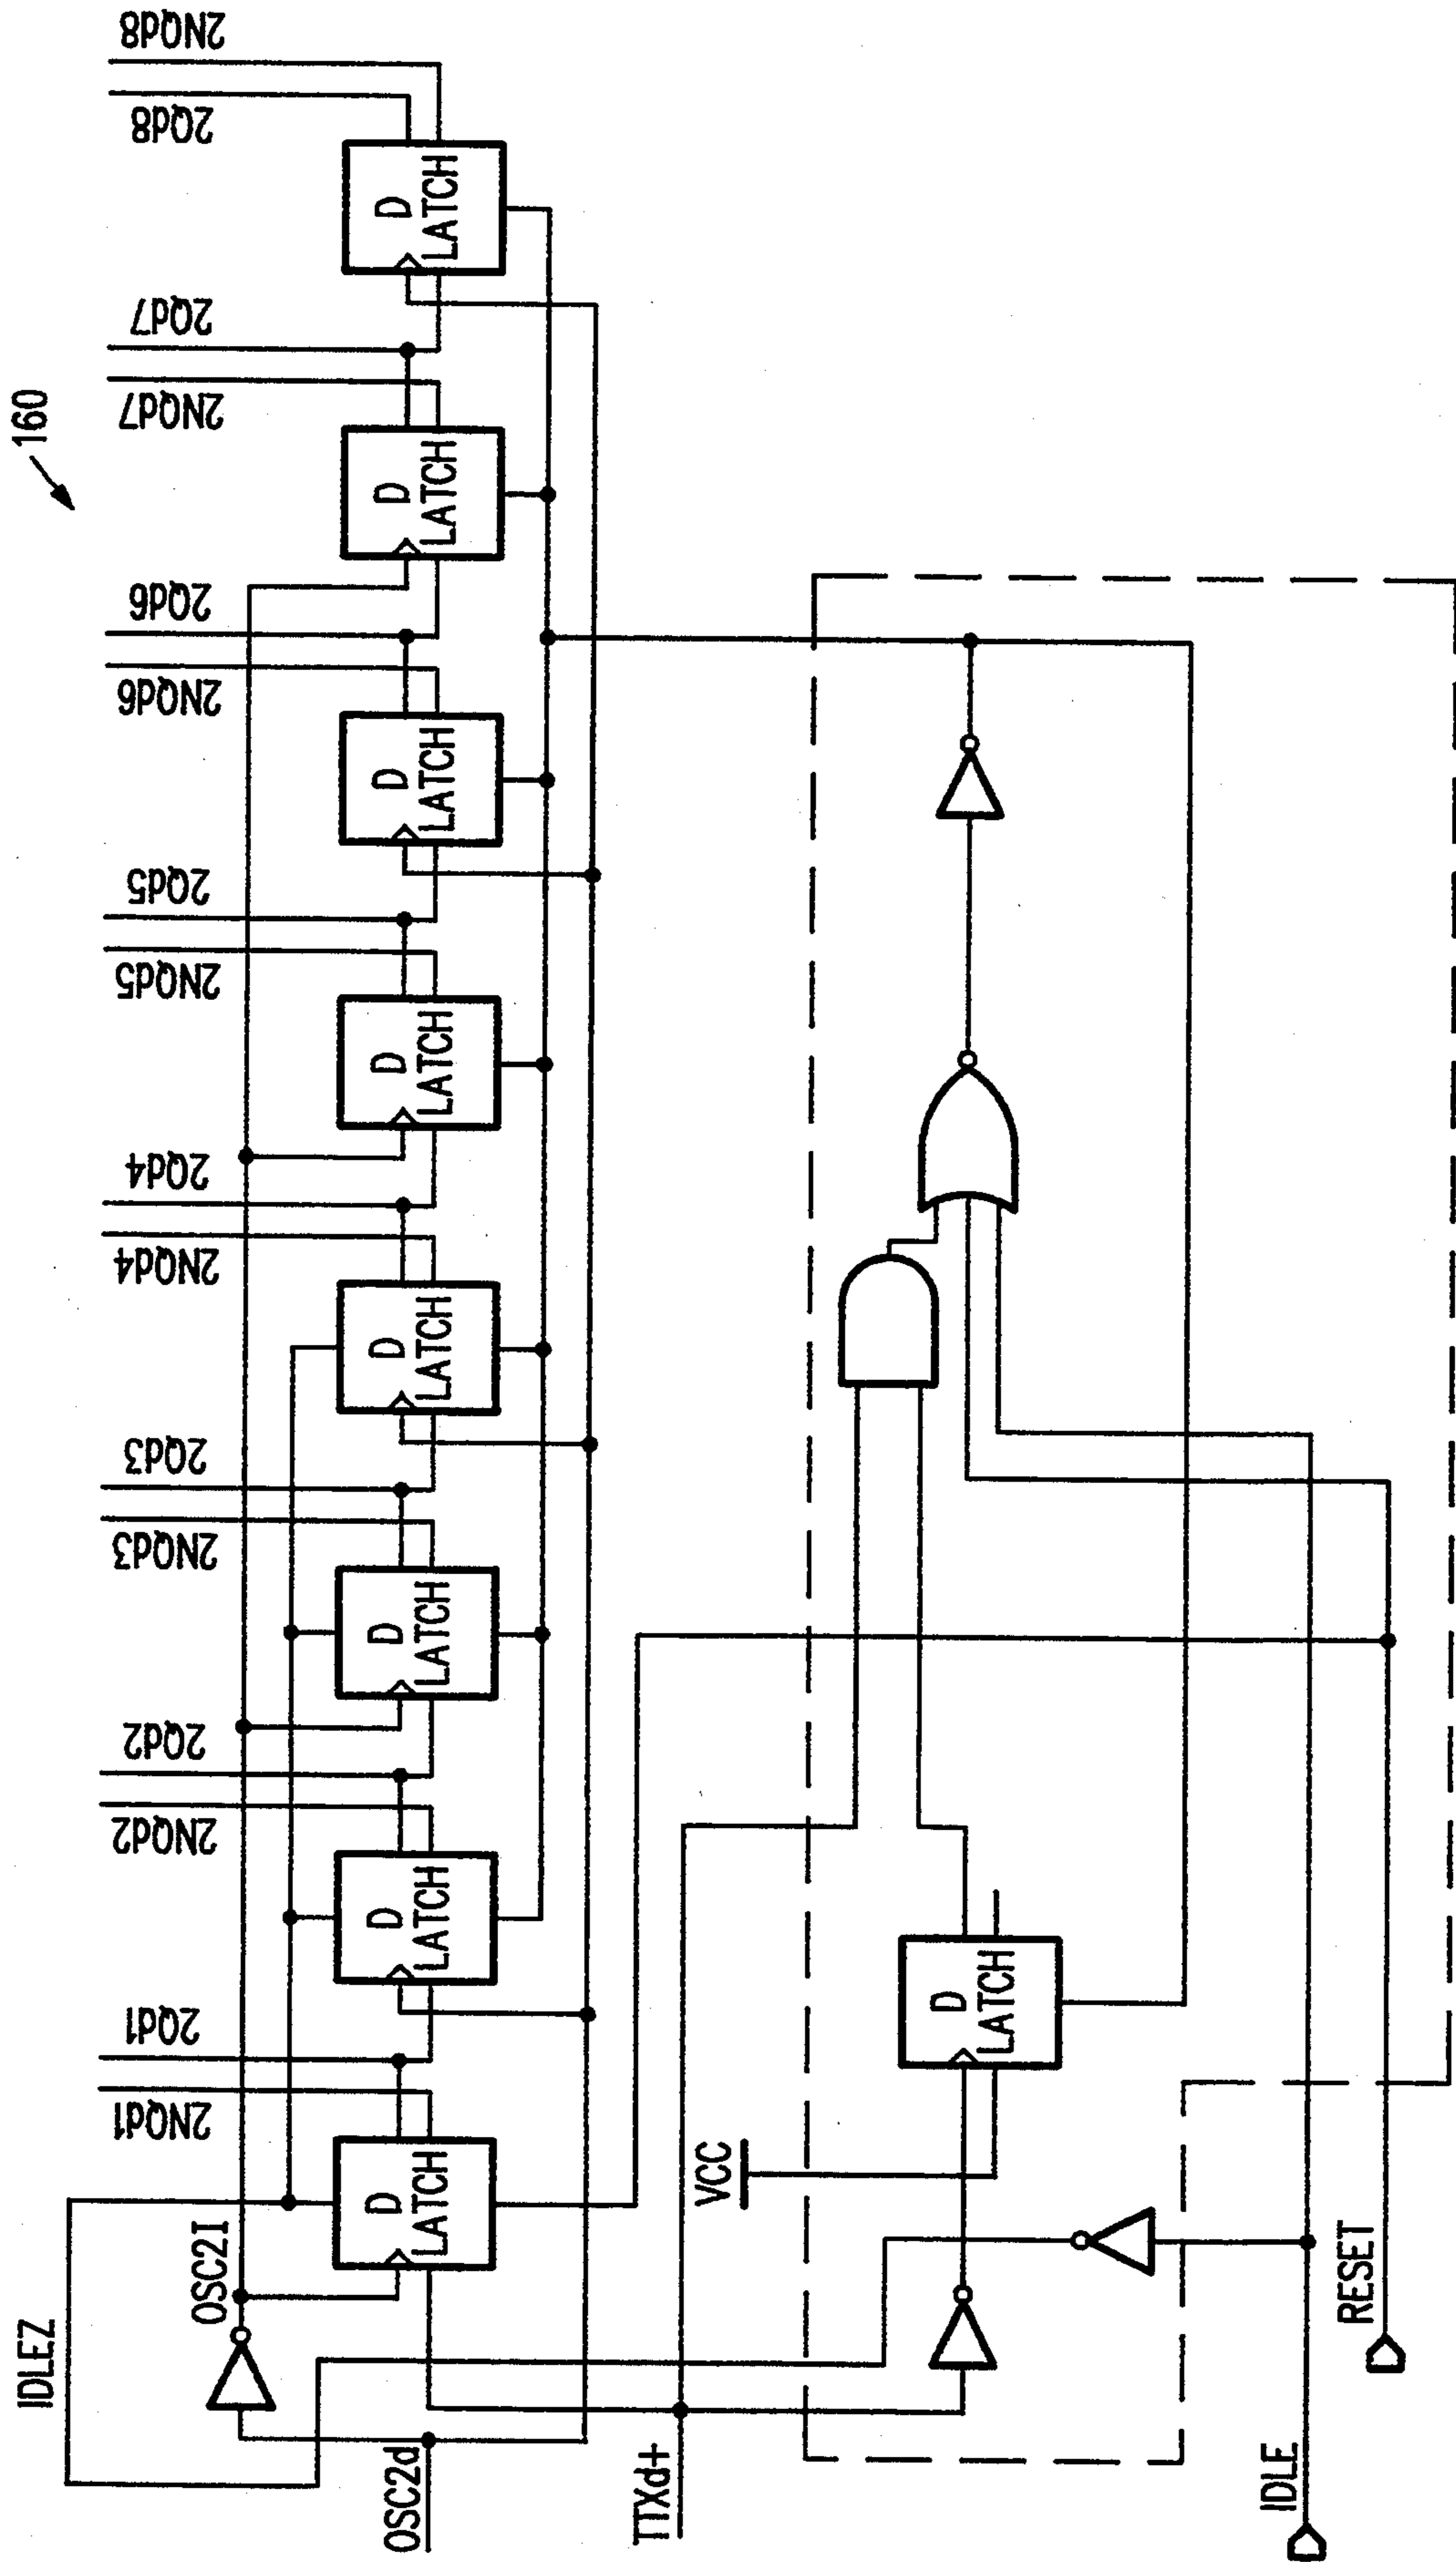 160
2NQd1
2Qd1
2NQd2
2Qd2
2NQd3
2Qd3
2NQd4
2Qd4
2NQd5
2Qd5
2NQd6
2Qd6
2NQd7
2Qd7
2Qd8
2NQd8
IDLEZ
OSC2I
D
LATCH
D
LATCH
D
LATCH
D
LATCH
D
LATCH
D
LATCH
D
LATCH
D
LATCH
OSC2d
TTXd+
VCC
D
LATCH
IDLE
RESET